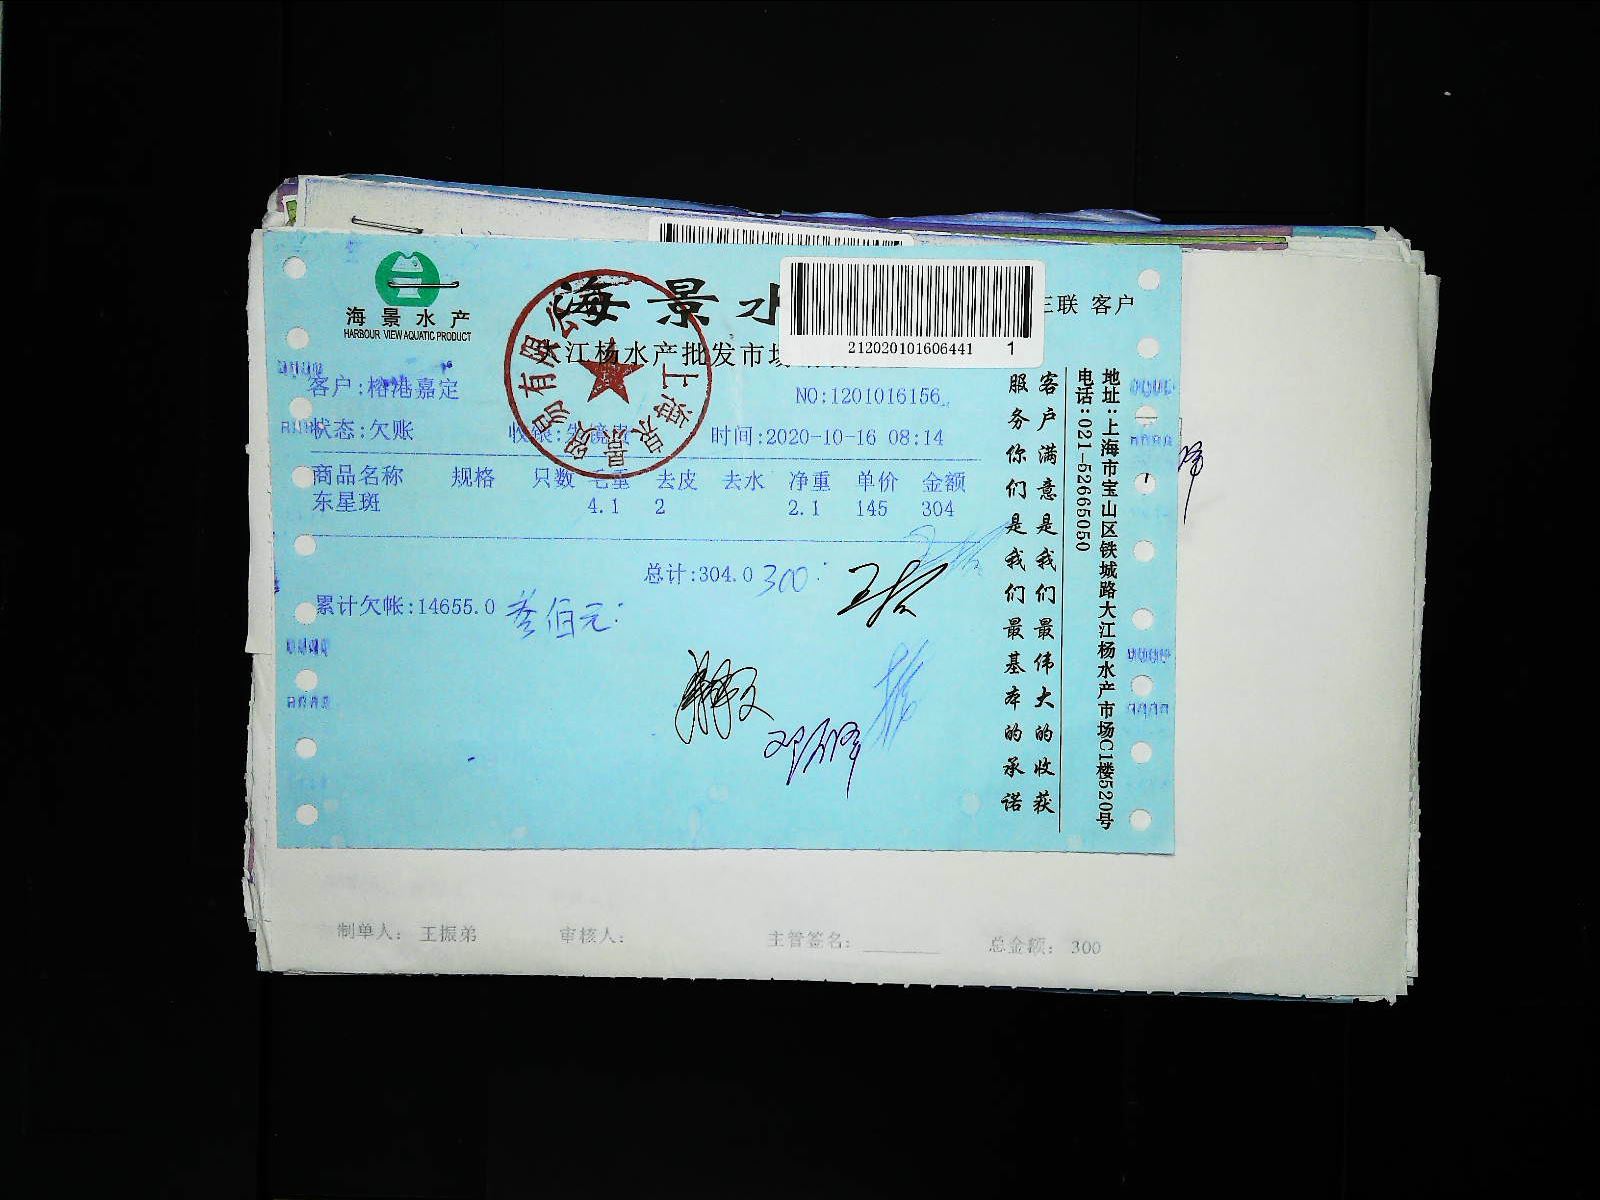 海景水产
HARBOUR VIEW AQUATIC PRODUCT
海景水
三联 客户
江杨水产批发市场
212020101606441 1
客户:榕港嘉定
NO:1201016156
状态:欠账
收银:
时间:2020-10-16 08:14
商品名称 规格 只数 毛重 去皮 去水 净重 单价 金额
东星斑 4.1 2 2.1 145 304
总计:304.0 300
累计欠帐:14655.0 叁佰元
客户满意是我们最伟大的收获
服务你们是我们最基本的承诺
地址:上海市宝山区铁城路大江杨水产市场C1楼520号
电话:021-52665050
制单人: 王振弟 审核人: 主管签名: 总金额: 300